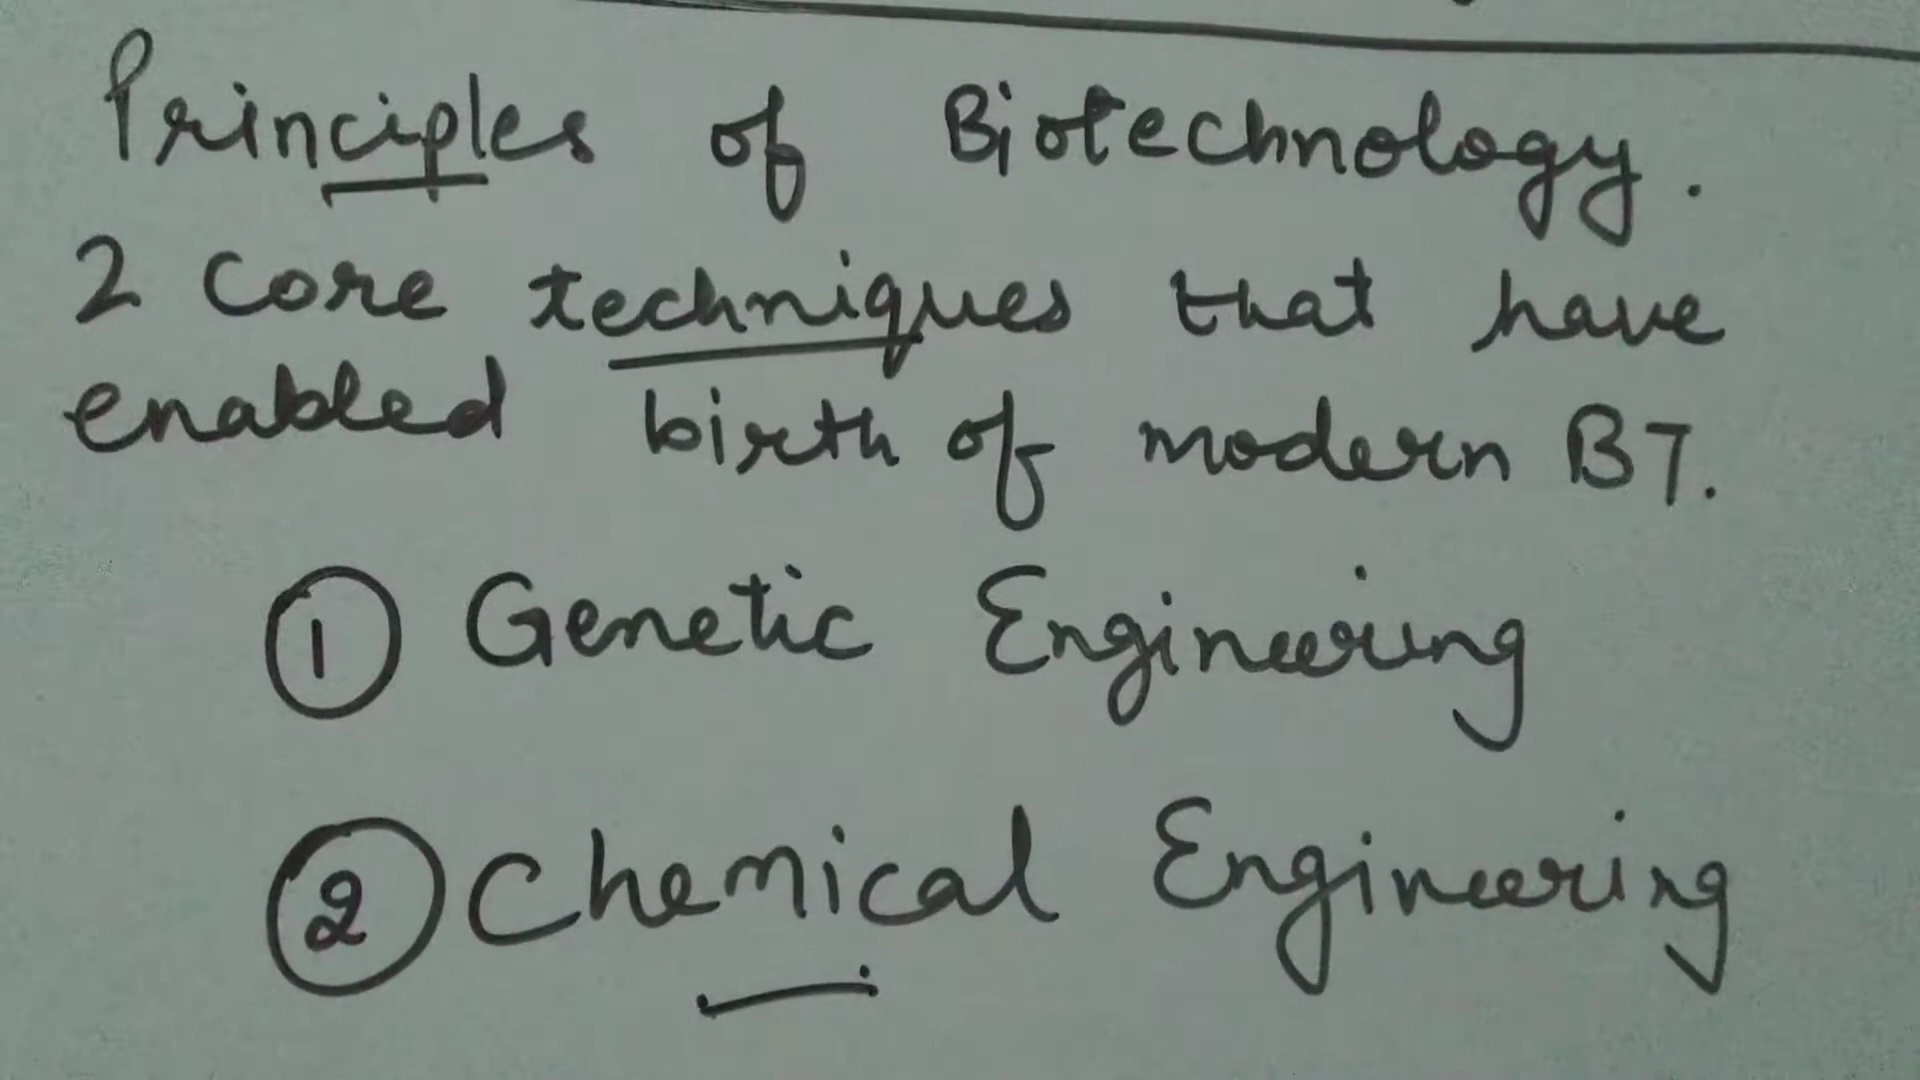 Principles of Biotechnology.
2 core techniques that have
enabled birth of modern BT.
1 Genetic Engineering
2 Chemical Engineering